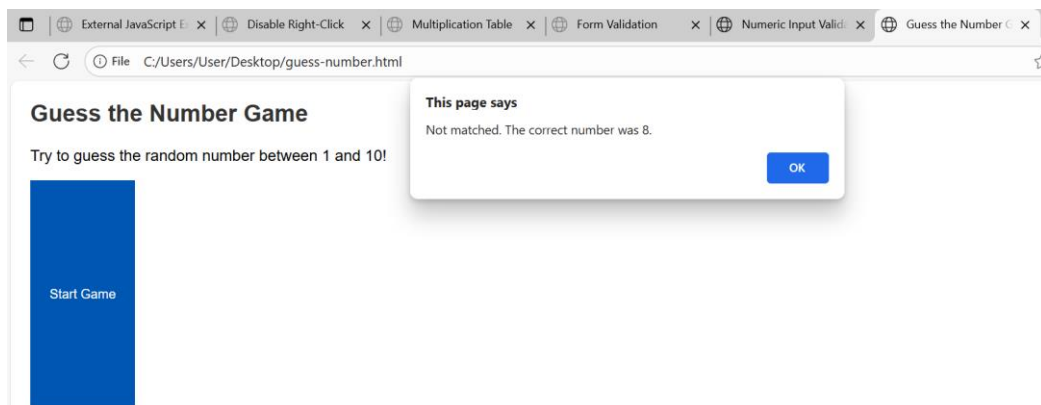 External JavaScript E
Disable Right-Click
Multiplication Table
Form Validation
Numeric Input Valid
Guess the Number G
File C:/Users/User/Desktop/guess-number.html
This page says
Not matched. The correct number was 8.
OK
Guess the Number Game
Try to guess the random number between 1 and 10!
Start Game